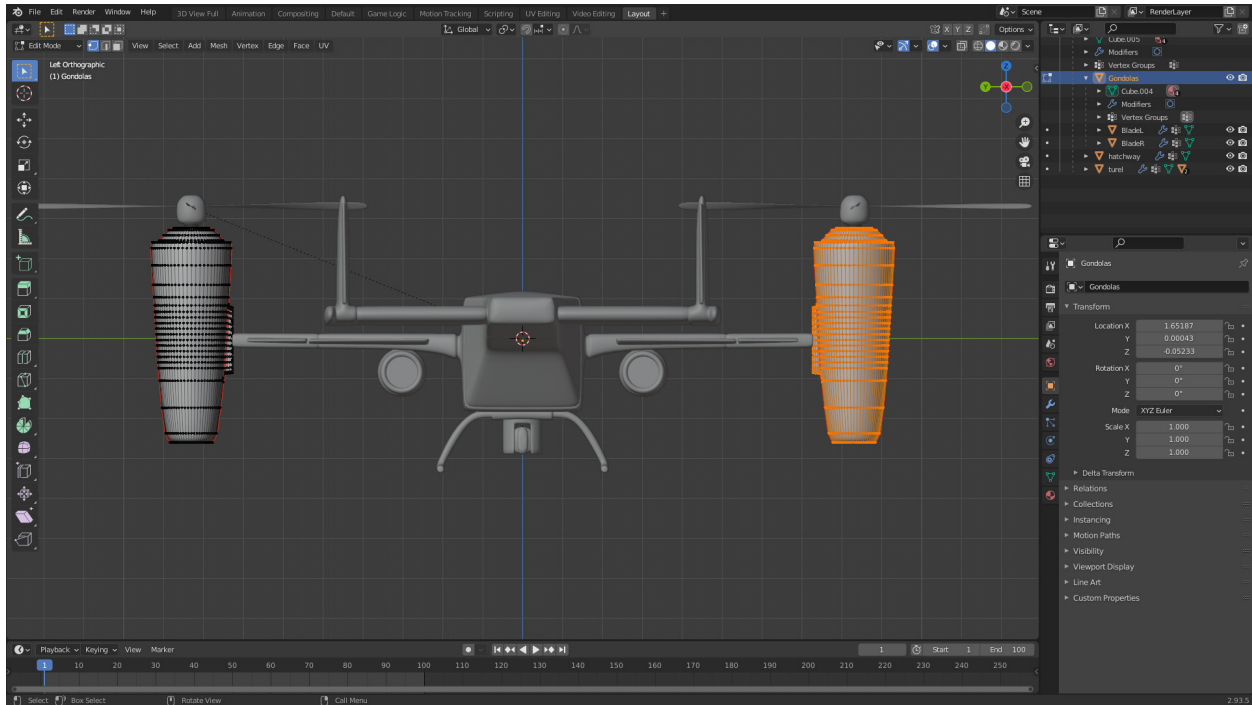 File Edit Render Window Help 3D View Full Animation Compositing Default Game Logic Motion Tracking Scripting UV Editing Video Editing Layout + Scene RenderLayer
Global X Y Z Options
Edit Mode View Select Add Mesh Vertex Edge Face UV
Left Orthographic
(1) Gondolas
Z
Y X
Cube.005 4
Modifiers
Vertex Groups
Gondolas
Cube.004 4
Modifiers
Vertex Groups
BladeL
BladeR
hatchway
turel
Gondolas
Gondolas
Transform
Location X 1.65187
Y 0.00043
Z -0.05233
Rotation X 0°
Y 0°
Z 0°
Mode XYZ Euler
Scale X 1.000
Y 1.000
Z 1.000
Delta Transform
Relations
Collections
Instancing
Motion Paths
Visibility
Viewport Display
Line Art
Custom Properties
Playback Keying View Marker 1 Start 1 End 100
1 10 20 30 40 50 60 70 80 90 100 110 120 130 140 150 160 170 180 190 200 210 220 230 240 250
Select Box Select Rotate View Call Menu 2.93.5